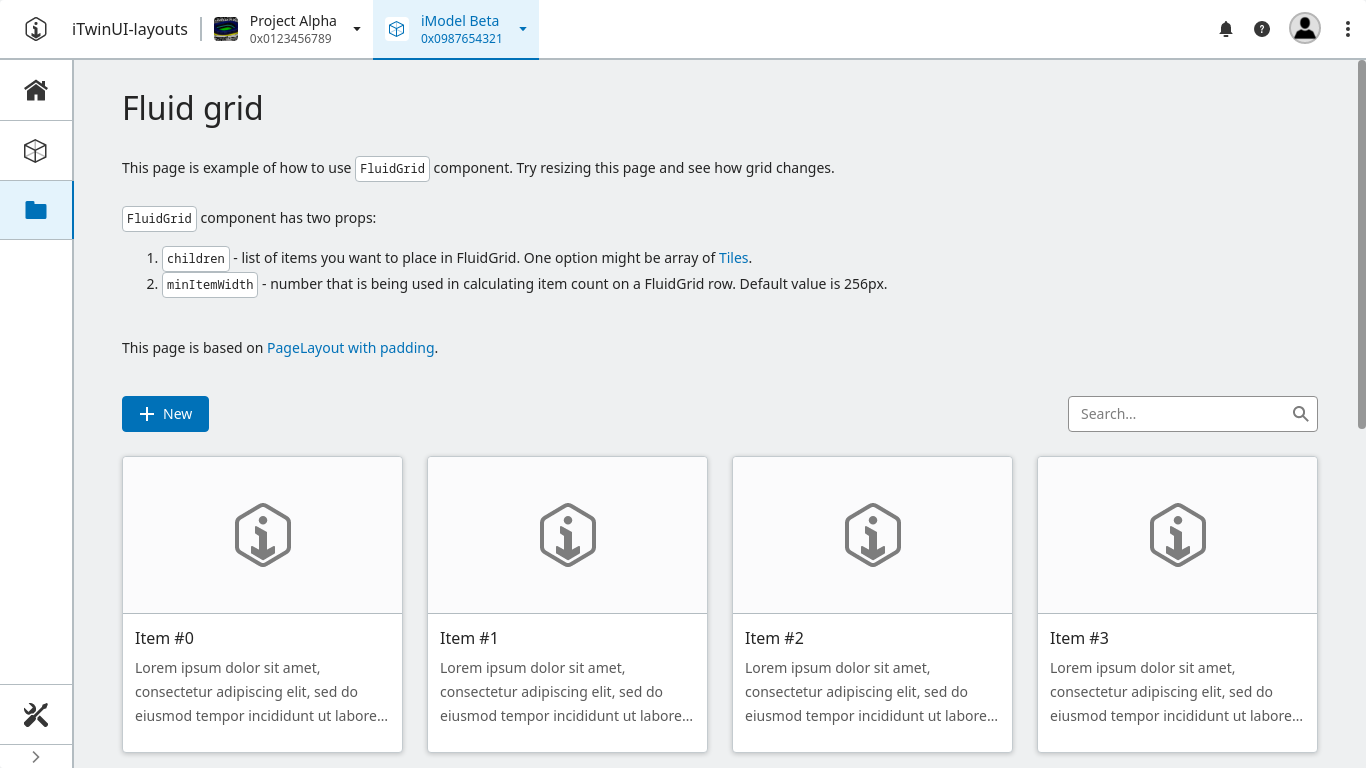 iTwinUI-layouts
Project Alpha
0x0123456789
iModel Beta
0x0987654321
Fluid grid
This page is example of how to use FluidGrid component. Try resizing this page and see how grid changes.
FluidGrid component has two props:
1. children - list of items you want to place in FluidGrid. One option might be array of Tiles.
2. minItemWidth - number that is being used in calculating item count on a FluidGrid row. Default value is 256px.
This page is based on PageLayout with padding.
New
Search...
Item #0
Lorem ipsum dolor sit amet,
consectetur adipiscing elit, sed do
eiusmod tempor incididunt ut labore...
Item #1
Lorem ipsum dolor sit amet,
consectetur adipiscing elit, sed do
eiusmod tempor incididunt ut labore...
Item #2
Lorem ipsum dolor sit amet,
consectetur adipiscing elit, sed do
eiusmod tempor incididunt ut labore...
Item #3
Lorem ipsum dolor sit amet,
consectetur adipiscing elit, sed do
eiusmod tempor incididunt ut labore...